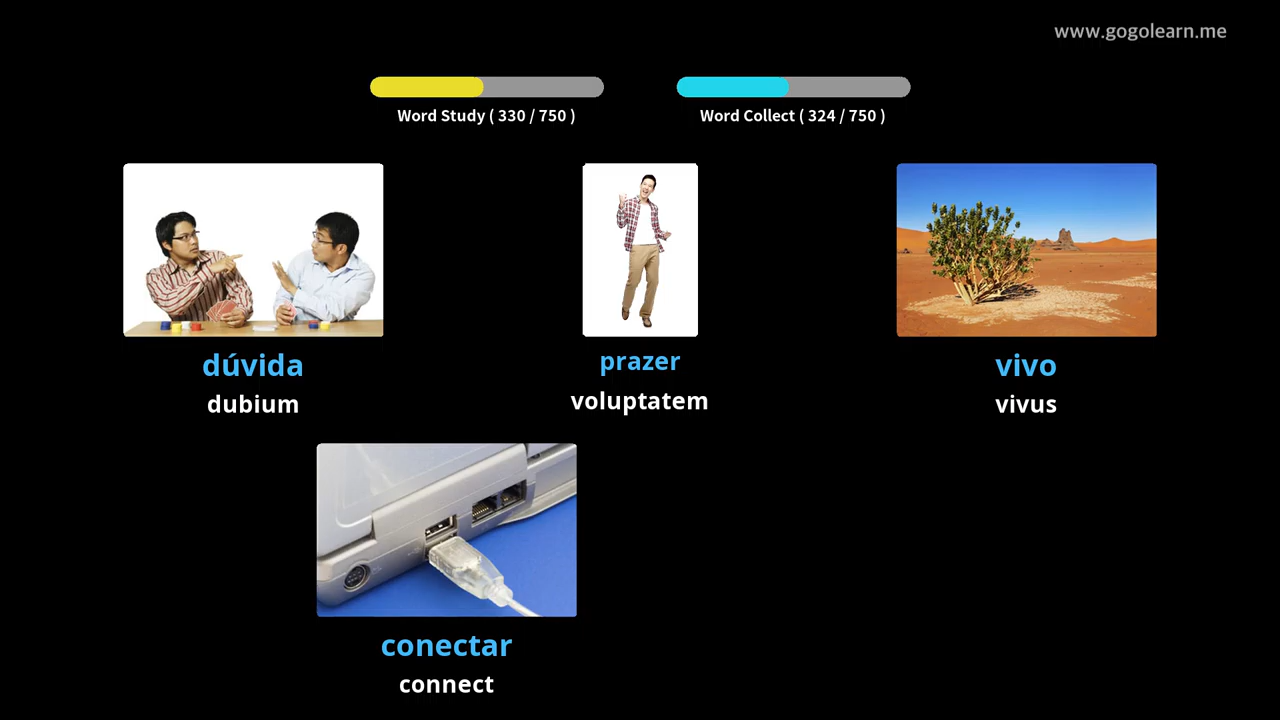 www.gogolearn.me
Word Study ( 330 / 750 )
Word Collect ( 324 / 750 )
dúvida
dubium
prazer
voluptatem
vivo
vivus
conectar
connect